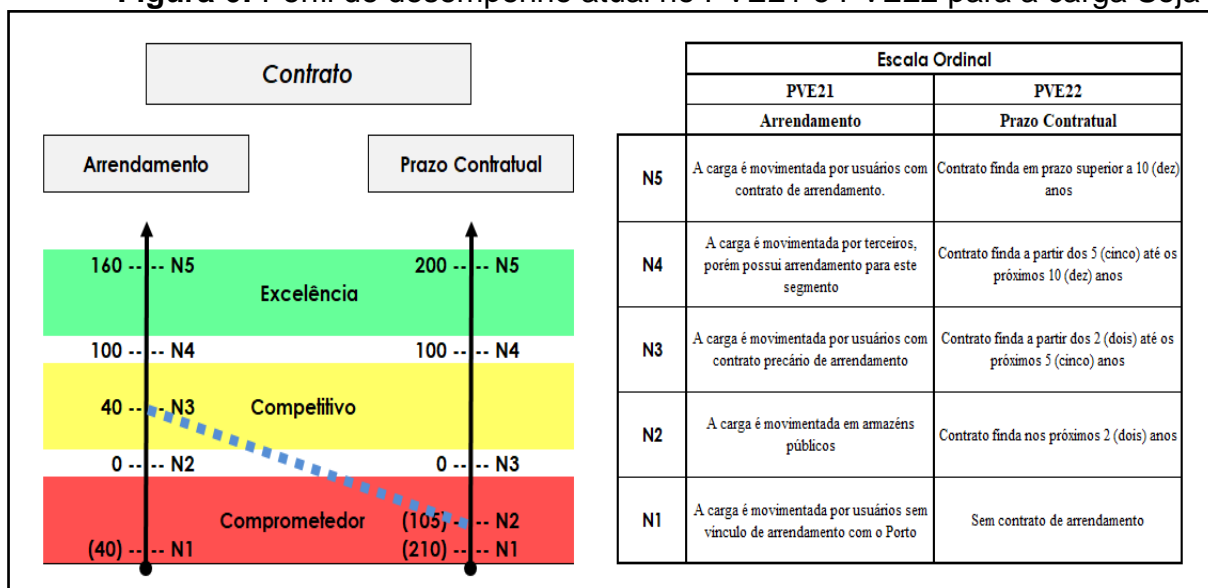 Figura 6: Perfil de desempenho atual no PVE21 e PVE22 para a carga Soja
Contrato
Arrendamento
Prazo Contratual
160 -- -- N5
200 -- -- N5
Excelência
100 -- -- N4
100 -- -- N4
40 -- N3
Competitivo
0 -- -- N2
0 -- -- N3
Comprometedor
(105) -- N2
(40) -- -- N1
(210) -- -- N1
Escala Ordinal
PVE21
PVE22
Arrendamento
Prazo Contratual
N5
A carga é movimentada por usuários com
contrato de arrendamento.
Contrato finda em prazo superior a 10 (dez)
anos
N4
A carga é movimentada por terceiros,
porém possui arrendamento para este
segmento
Contrato finda a partir dos 5 (cinco) até os
próximos 10 (dez) anos
N3
A carga é movimentada por usuários com
contrato precário de arrendamento
Contrato finda a partir dos 2 (dois) até os
próximos 5 (cinco) anos
N2
A carga é movimentada em armazéns
públicos
Contrato finda nos próximos 2 (dois) anos
N1
A carga é movimentada por usuários sem
vínculo de arrendamento com o Porto
Sem contrato de arrendamento